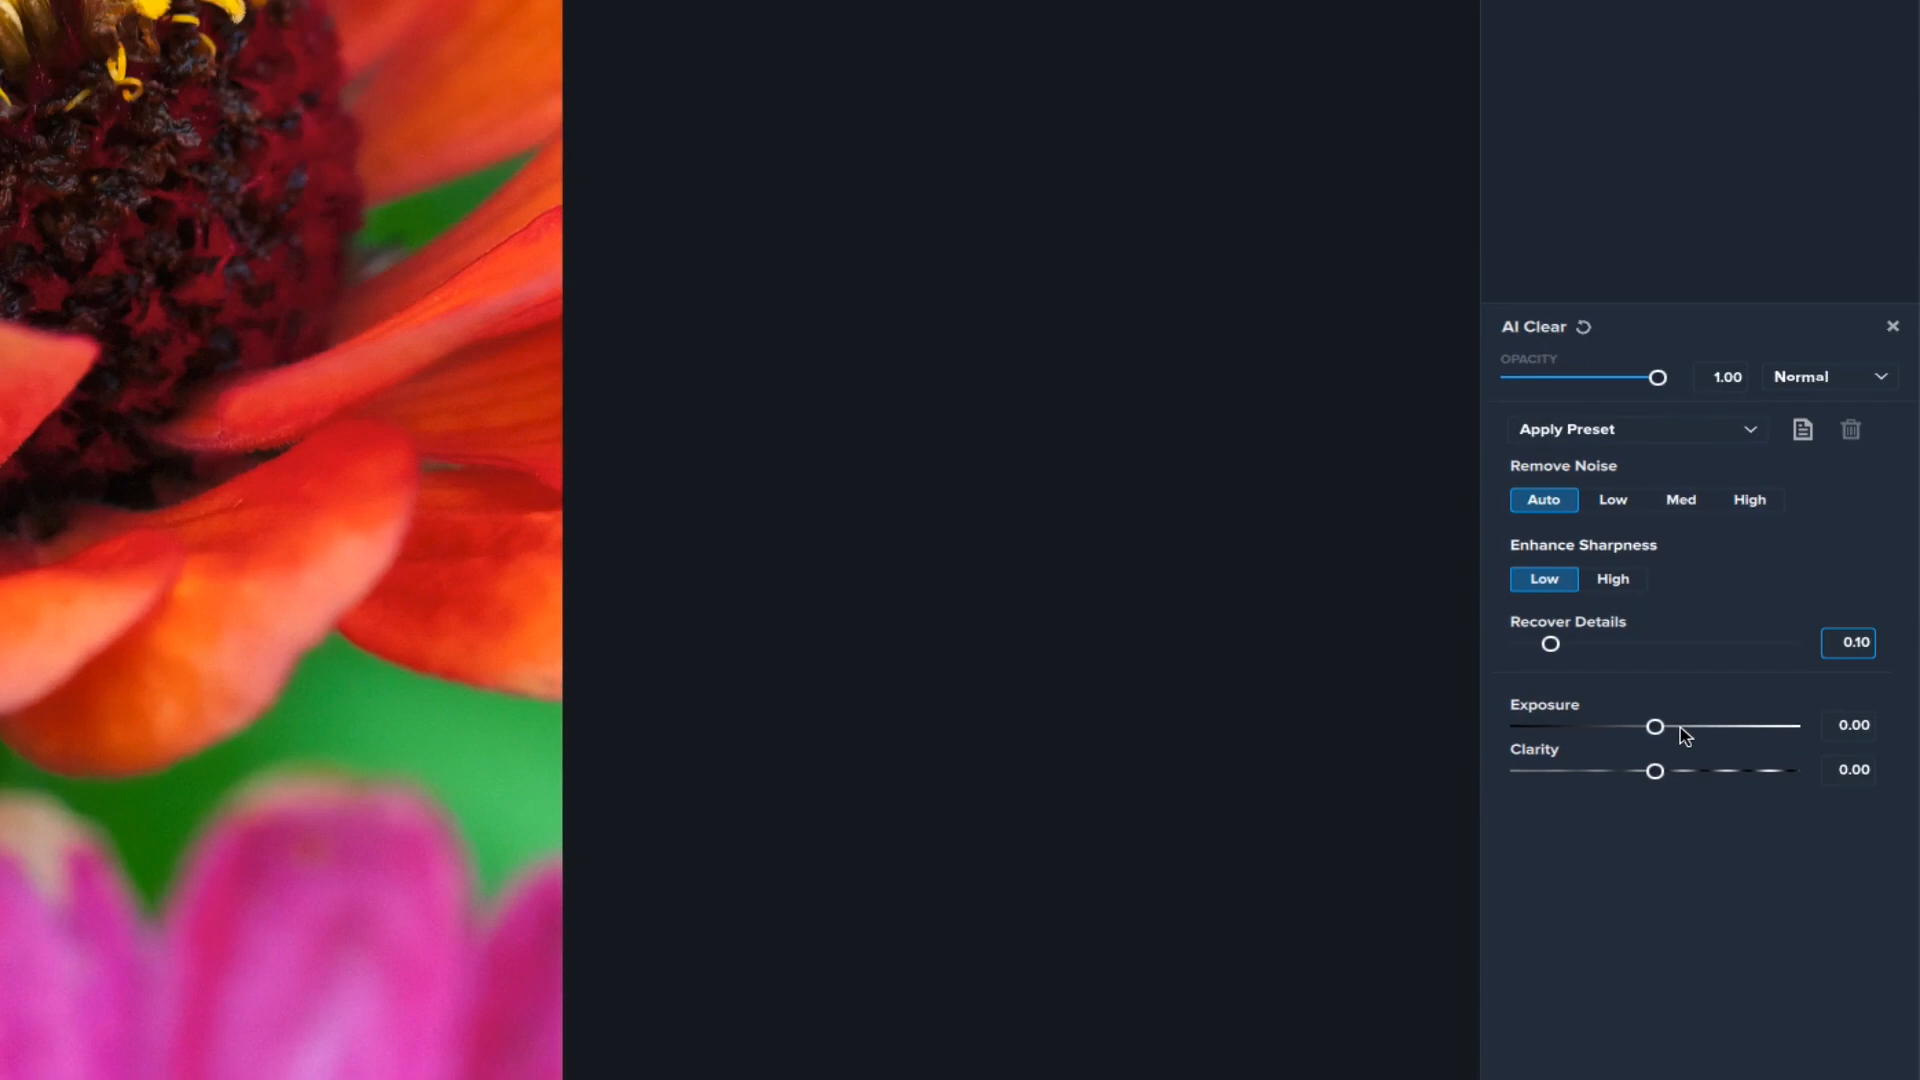 AI Clear
OPACITY
1.00 Normal
Apply Preset
Remove Noise
Auto Low Med High
Enhance Sharpness
Low High
Recover Details
0.10
Exposure
0.00
Clarity
0.00